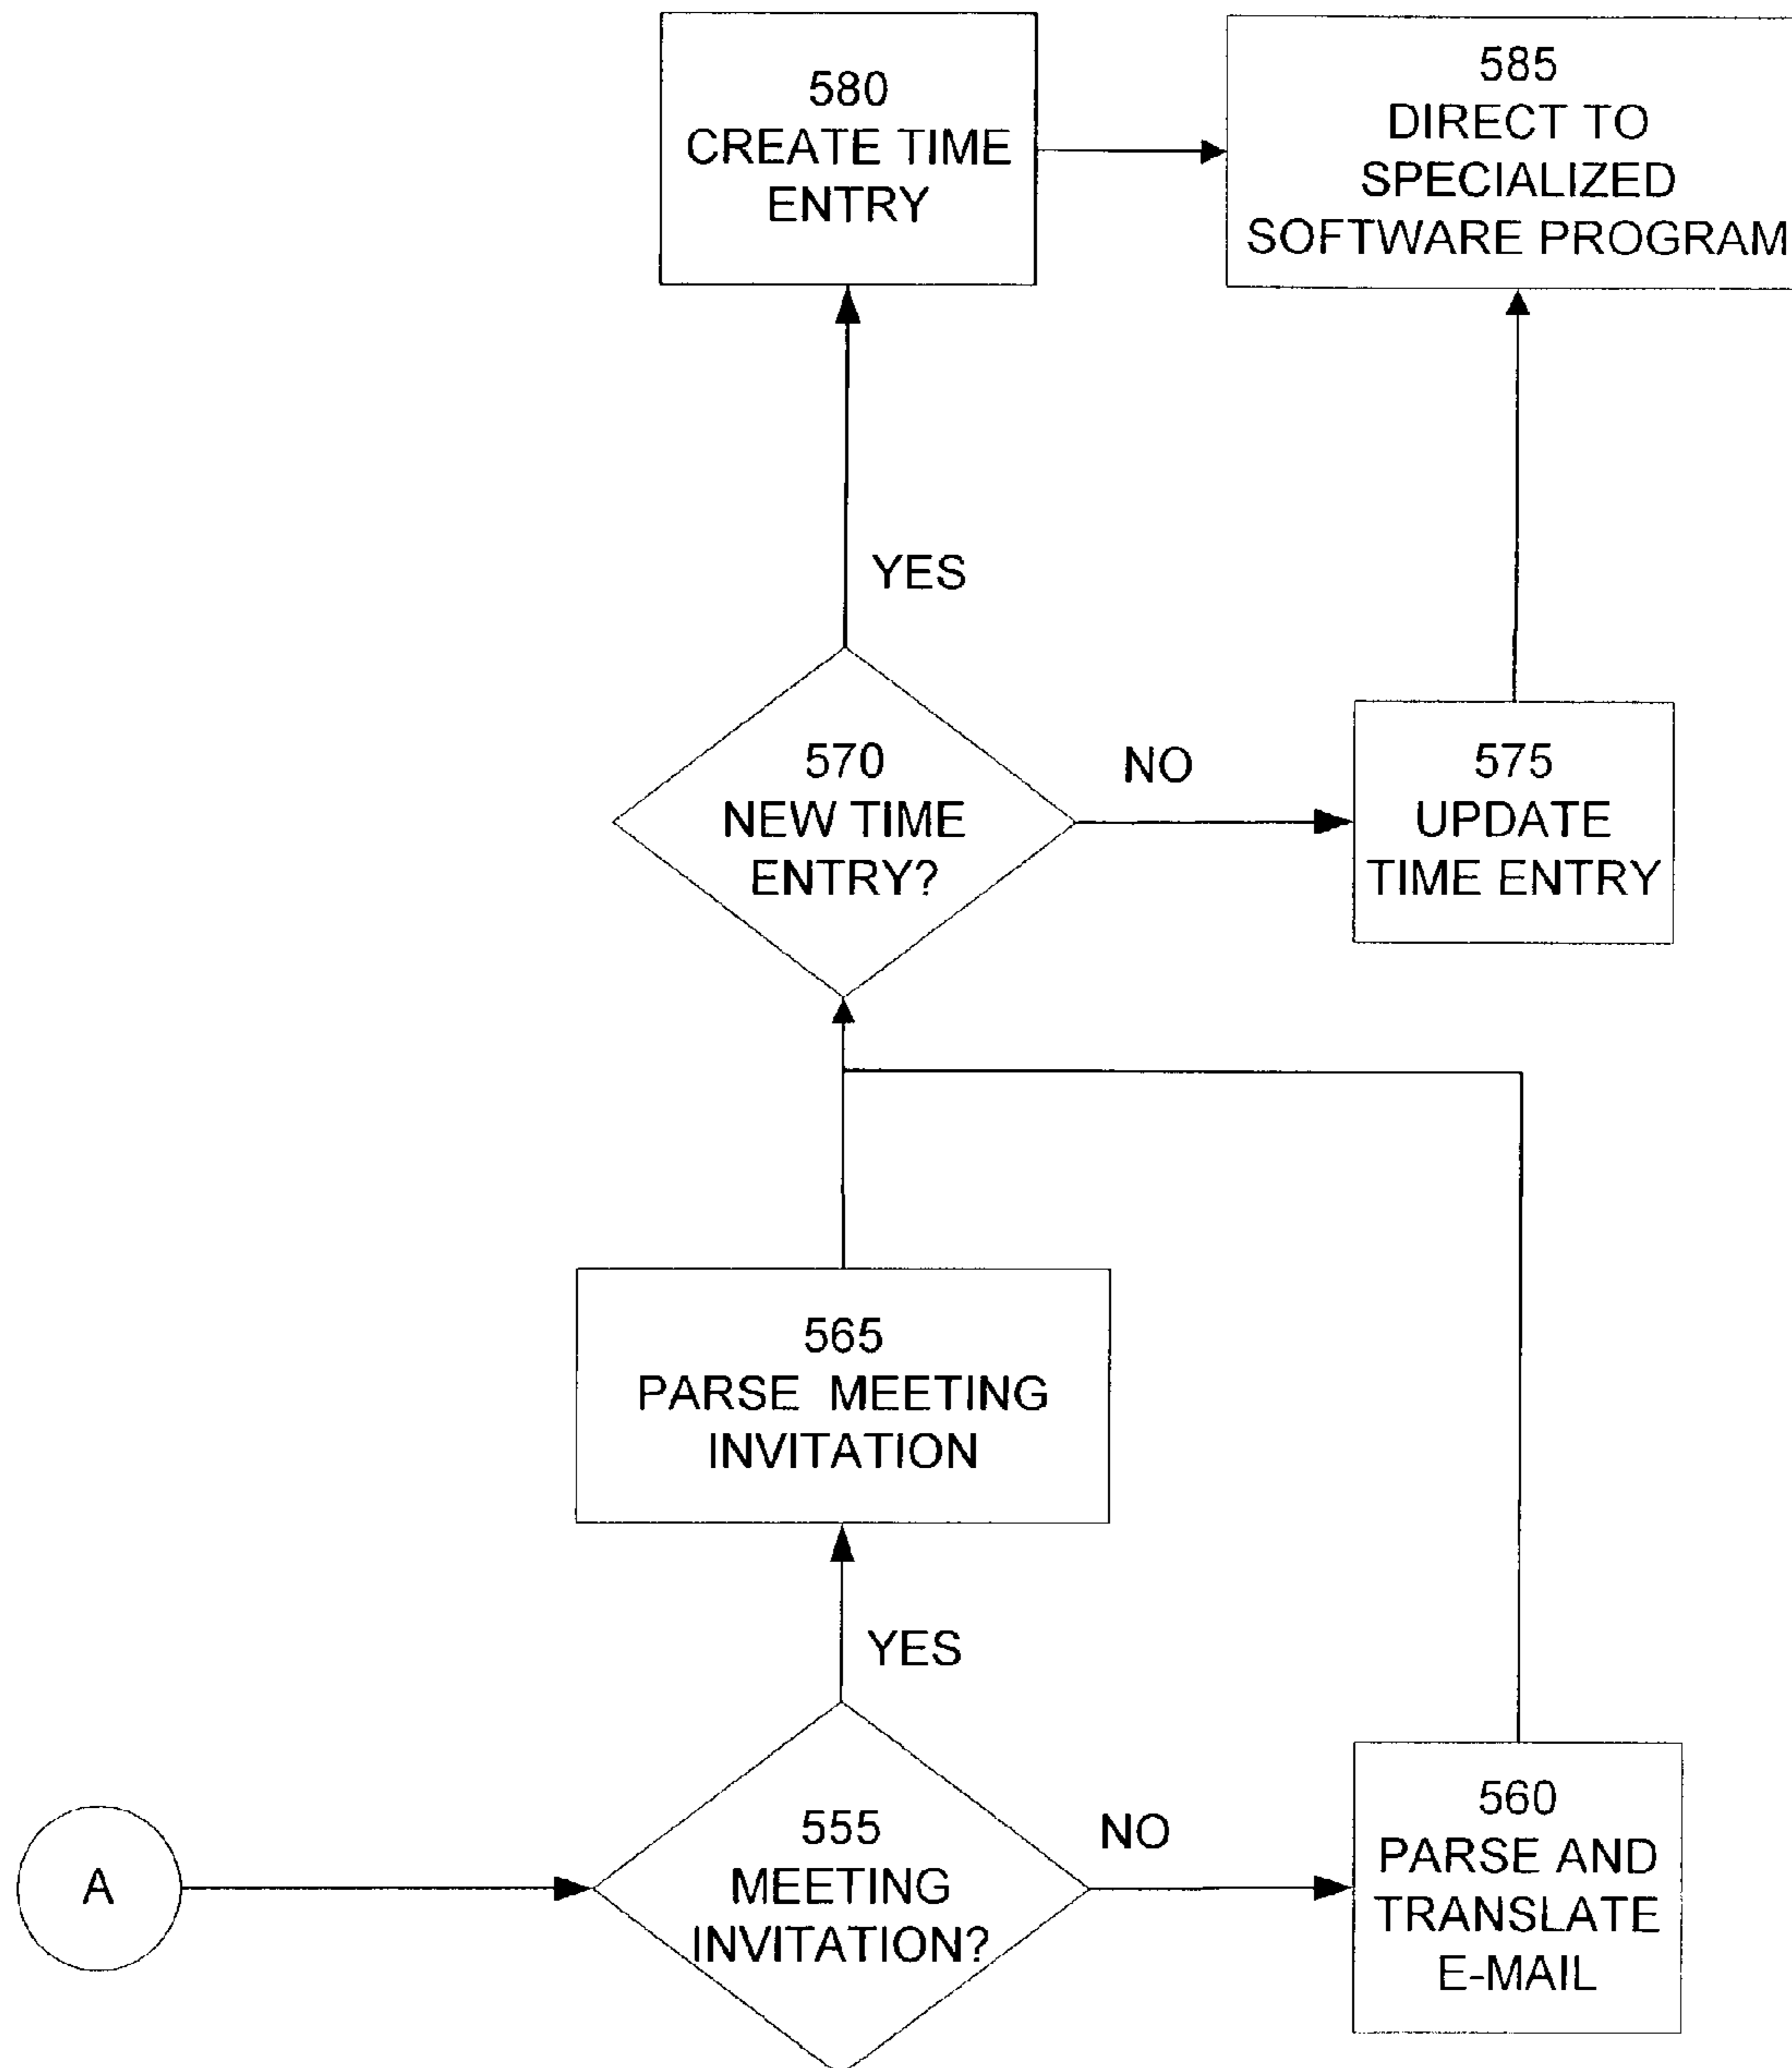 580
CREATE TIME
ENTRY
585
DIRECT TO
SPECIALIZED
SOFTWARE PROGRAM
YES
570
NEW TIME
ENTRY?
NO
575
UPDATE
TIME ENTRY
565
PARSE MEETING
INVITATION
YES
A
555
MEETING
INVITATION?
NO
560
PARSE AND
TRANSLATE
E-MAIL